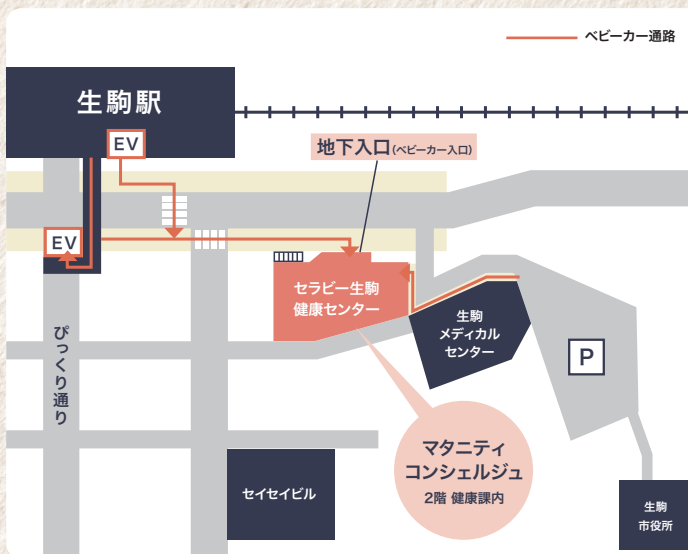 ベビーカー通路
生駒駅
EV
地下入口(ベビーカー入口)
EV
セラビー生駒
健康センター
生駒
メディカル
センター
P
ぴっくり通り
マタニティ
コンシェルジュ
2階 健康課内
セイセイビル
生駒
市役所